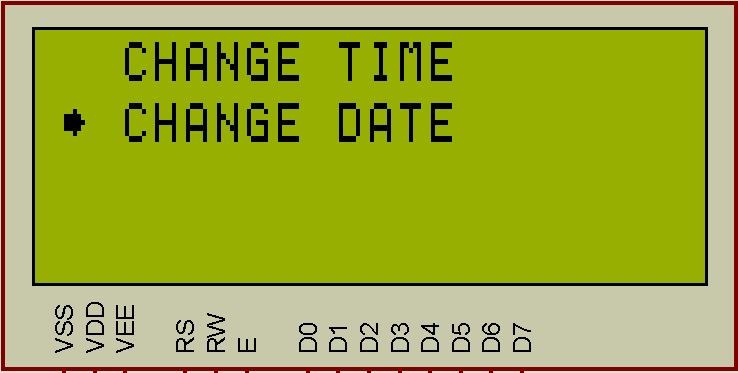 CHANGE TIME
CHANGE DATE
VSS VDD VEE RS RW E D0 D1 D2 D3 D4 D5 D6 D7